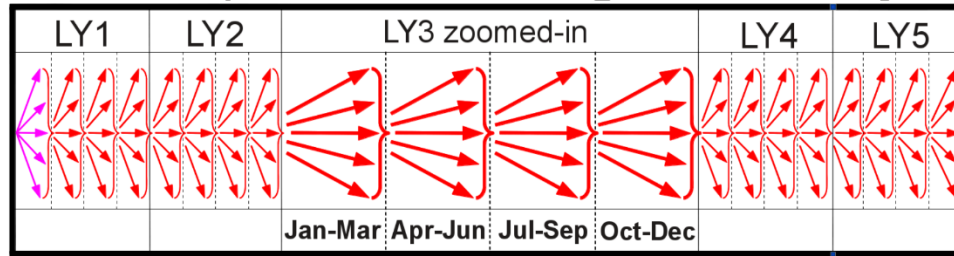 LY1 LY2 LY3 zoomed-in LY4 LY5
Jan-Mar Apr-Jun Jul-Sep Oct-Dec